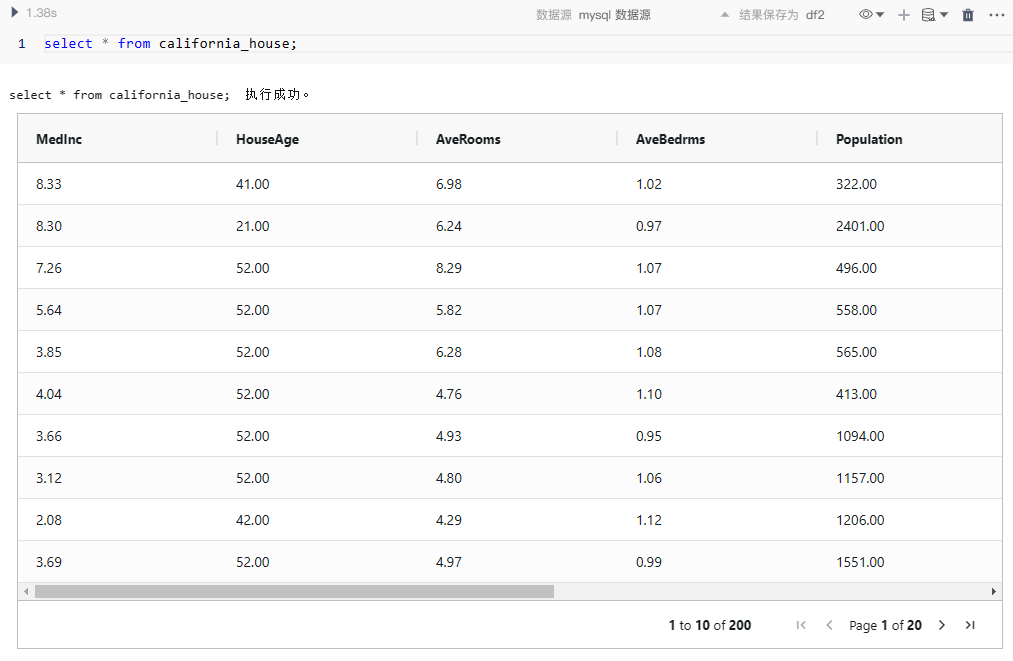 1.38s 数据源 mysql 数据源 结果保存为 df2
1 select * from california_house;
select * from california_house; 执行成功。
MedInc HouseAge AveRooms AveBedrms Population
8.33 41.00 6.98 1.02 322.00
8.30 21.00 6.24 0.97 2401.00
7.26 52.00 8.29 1.07 496.00
5.64 52.00 5.82 1.07 558.00
3.85 52.00 6.28 1.08 565.00
4.04 52.00 4.76 1.10 413.00
3.66 52.00 4.93 0.95 1094.00
3.12 52.00 4.80 1.06 1157.00
2.08 42.00 4.29 1.12 1206.00
3.69 52.00 4.97 0.99 1551.00
1 to 10 of 200 Page 1 of 20